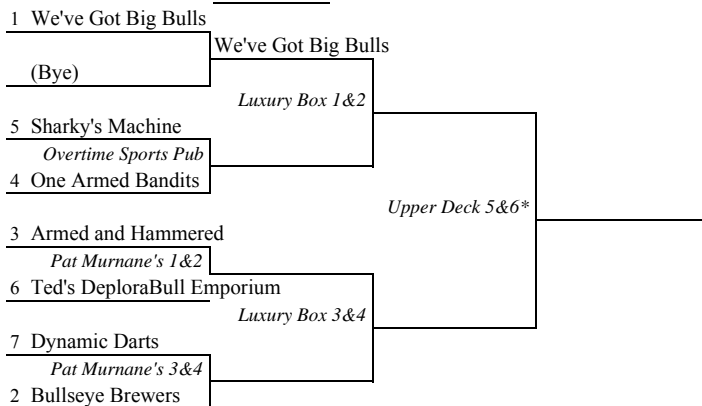 1 We've Got Big Bulls
We've Got Big Bulls
(Bye)
Luxury Box 1&2
5 Sharky's Machine
Overtime Sports Pub
4 One Armed Bandits
Upper Deck 5&6*
3 Armed and Hammered
Pat Murnane's 1&2
6 Ted's DeploraBull Emporium
Luxury Box 3&4
7 Dynamic Darts
Pat Murnane's 3&4
2 Bullseye Brewers